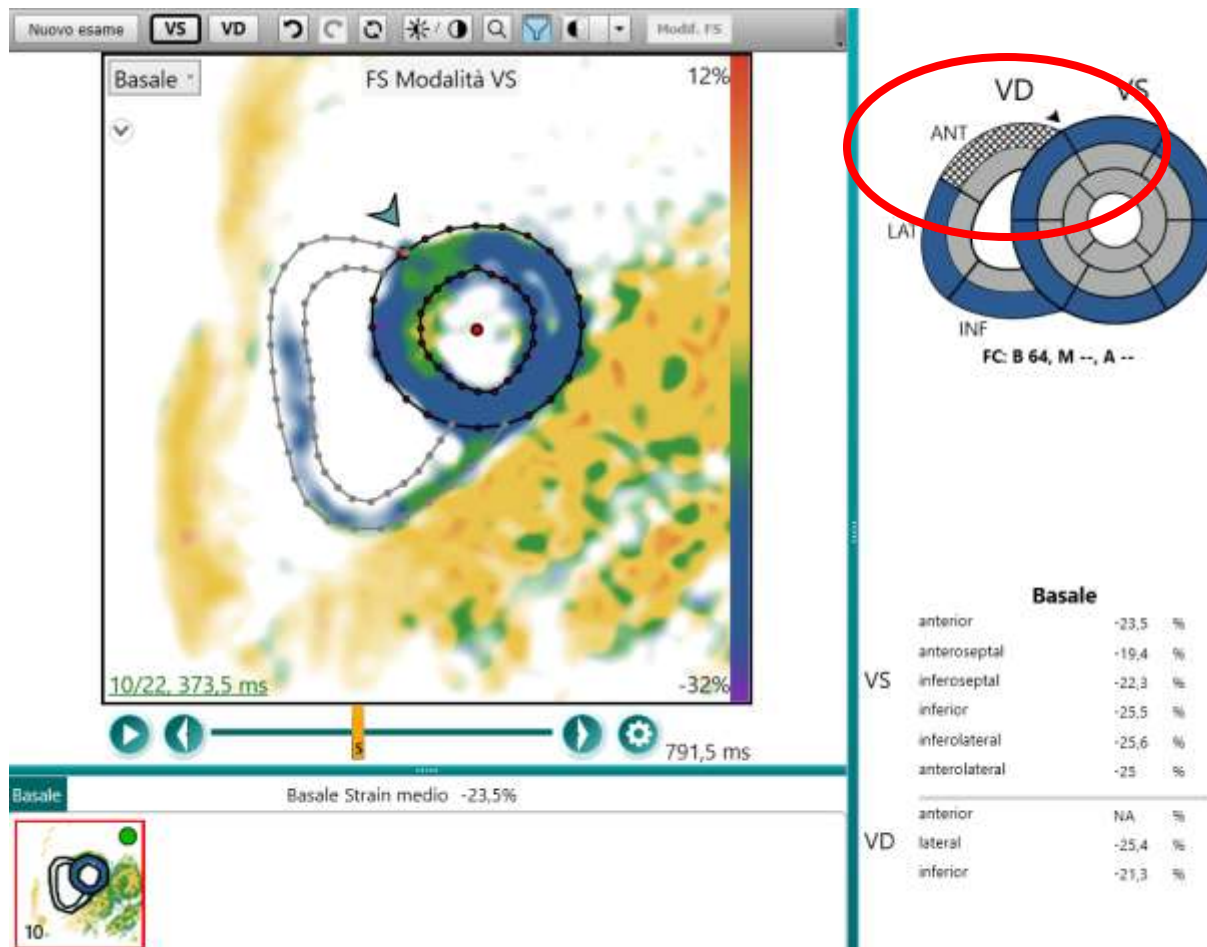 Nuovo esame VS VD Modif. FS
Basale FS Modalità VS 12%
10/22, 373,5 ms -32%
S
791,5 ms
Basale Basale Strain medio -23,5%
10
VD VS
ANT
LAT
INF
FC: B 64, M --, A --
Basale
VS
anterior -23,5 %
anteroseptal -19,4 %
inferoseptal -22,3 %
inferior -25,5 %
inferolateral -25,6 %
anterolateral -25 %
VD
anterior NA %
lateral -25,4 %
inferior -21,3 %